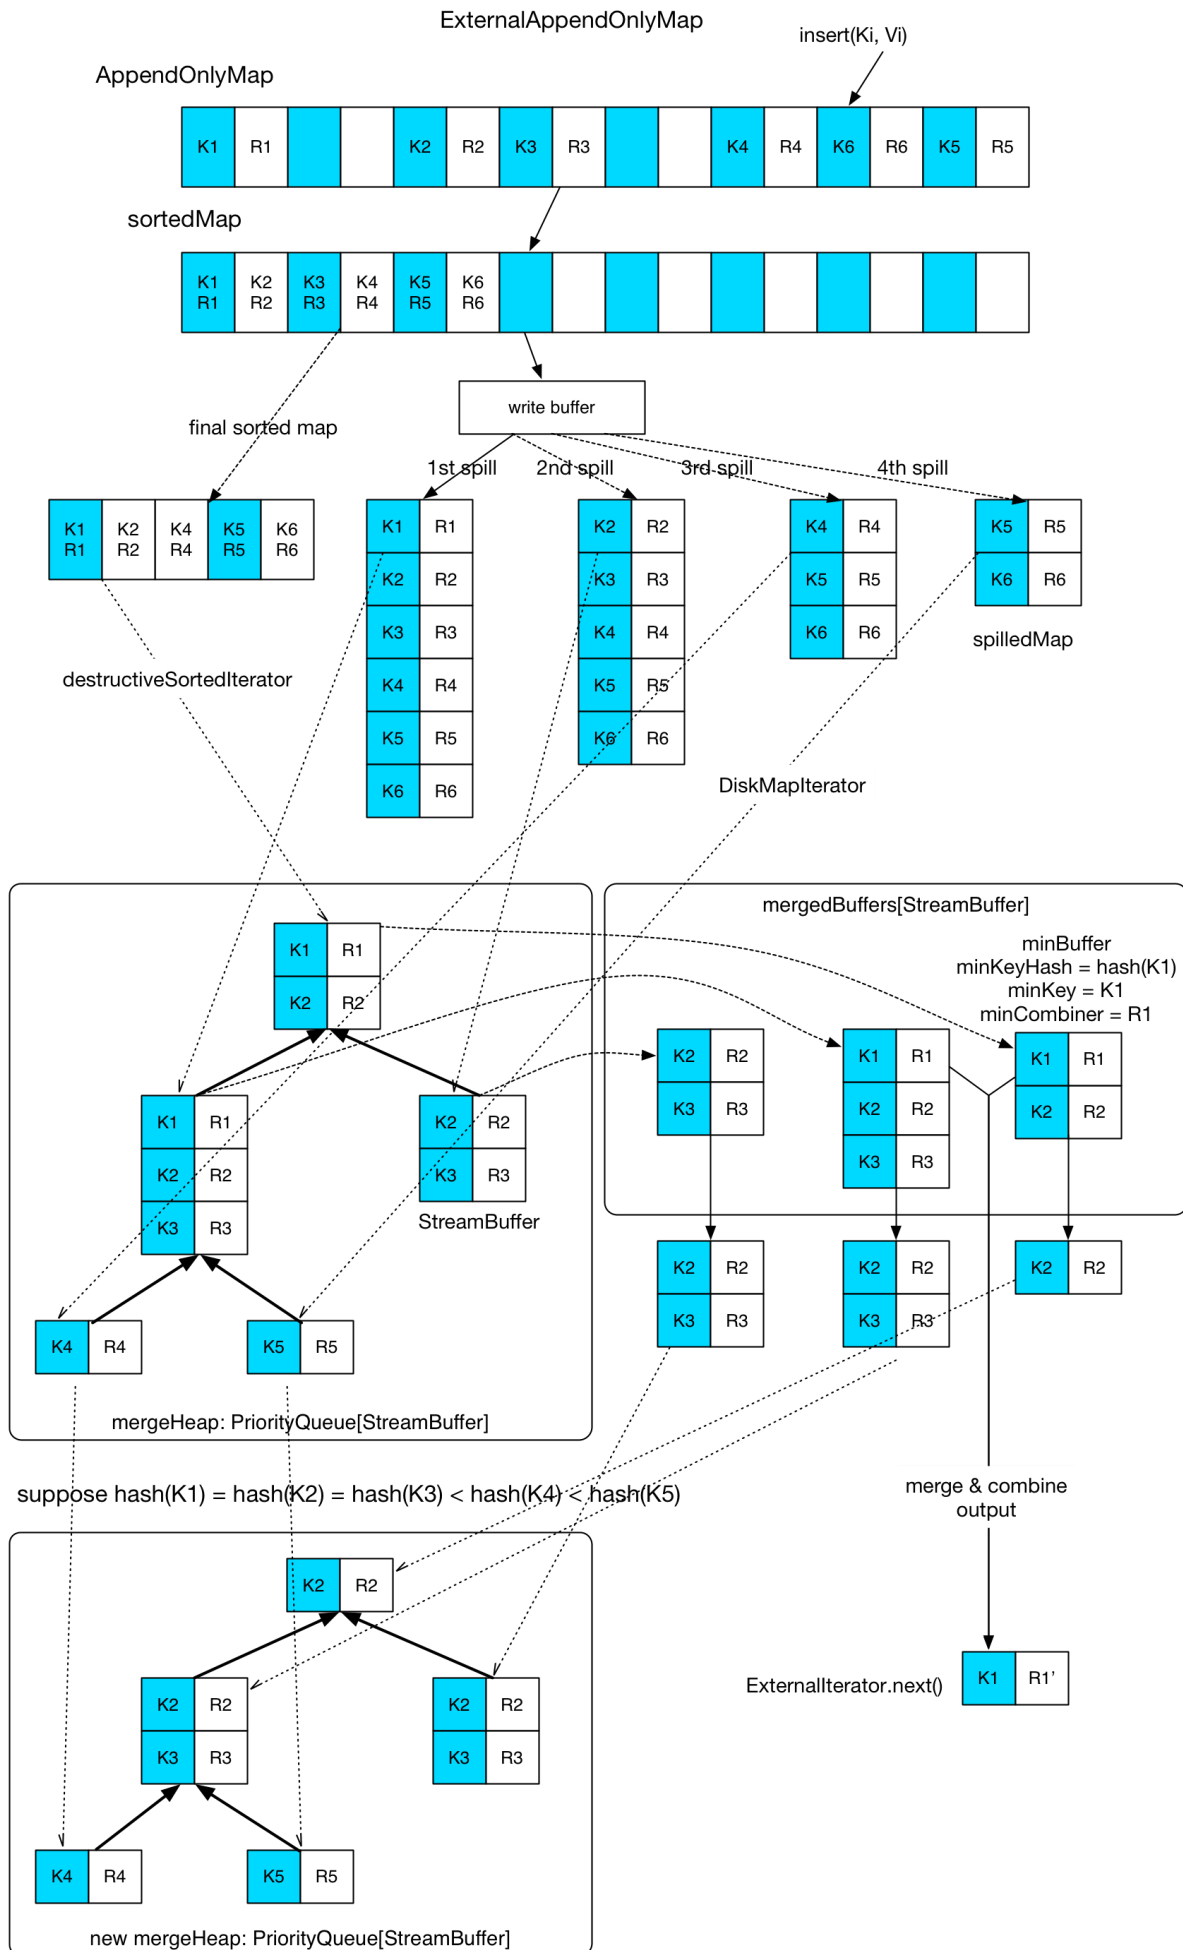 ExternalAppendOnlyMap
insert(Ki, Vi)
AppendOnlyMap
K1 R1 K2 R2 K3 R3 K4 R4 K6 R6 K5 R5
sortedMap
K1 K2 K3 K4 K5 K6
R1 R2 R3 R4 R5 R6
write buffer
final sorted map
1st spill 2nd spill 3rd spill 4th spill
K1 K2 K4 K5 K6
R1 R2 R4 R5 R6
K1 R1 K2 R2 K4 R4 K5 R5
K2 R2 K3 R3 K5 R5 K6 R6
K3 R3 K4 R4 K6 R6
spilledMap
destructiveSortedIterator
K4 R4 K5 R5
K5 R5 K6 R6
K6 R6
DiskMapIterator
mergedBuffers[StreamBuffer]
minBuffer
minKeyHash = hash(K1)
minKey = K1
minCombiner = R1
K1 R1
K2 R2
K2 R2 K1 R1 K1 R1
K3 R3 K2 R2 K2 R2
K3 R3
K1 R1 K2 R2
K2 R2 K3 R3
K3 R3
StreamBuffer
K2 R2 K2 R2 K2 R2
K3 R3 K3 R3
K4 R4 K5 R5
mergeHeap: PriorityQueue[StreamBuffer]
suppose hash(K1) = hash(K2) = hash(K3) < hash(K4) < hash(K5)
merge & combine
output
K2 R2
K2 R2 K2 R2
K3 R3 K3 R3
ExternalIterator.next() K1 R1’
K4 R4 K5 R5
new mergeHeap: PriorityQueue[StreamBuffer]